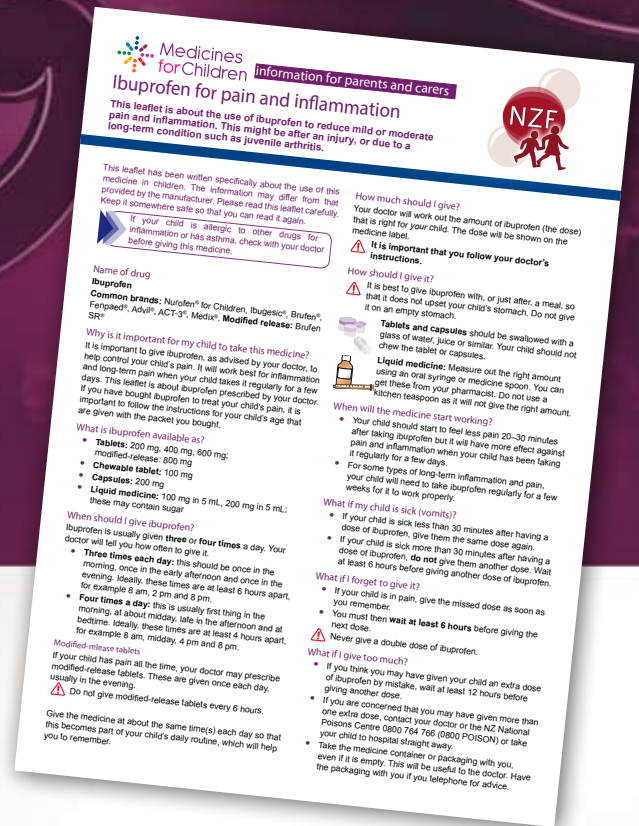 Medicines
forChildren
information for parents and carers
Ibuprofen for pain and inflammation
This leaflet is about the use of ibuprofen to reduce mild or moderate
pain and inflammation. This might be after an injury, or due to a
long-term condition such as juvenile arthritis.
NZF
This leaflet has been written specifically about the use of this
medicine in children. The information may differ from that
provided by the manufacturer. Please read this leaflet carefully.
Keep it somewhere safe so that you can read it again.
If your child is allergic to other drugs for
inflammation or has asthma, check with your doctor
before giving this medicine.
Name of drug
Ibuprofen
Common brands: Nurofen® for Children, Ibugesic®, Brufen®,
Fenpaed®, Advil®, ACT-3®, Medix®. Modified release: Brufen
SR®
Why is it important for my child to take this medicine?
It is important to give ibuprofen, as advised by your doctor, to
help control your child's pain. It will work best for inflammation
and long-term pain when your child takes it regularly for a few
days. This leaflet is about ibuprofen prescribed by your doctor.
If you have bought ibuprofen to treat your child's pain, it is
important to follow the instructions for your child's age that
are given with the packet you bought.
What is ibuprofen available as?
• Tablets: 200 mg, 400 mg, 600 mg;
modified-release: 800 mg
• Chewable tablet: 100 mg
• Capsules: 200 mg
• Liquid medicine: 100 mg in 5 mL, 200 mg in 5 mL;
these may contain sugar
When should I give ibuprofen?
Ibuprofen is usually given three or four times a day. Your
doctor will tell you how often to give it.
• Three times each day: this should be once in the
morning, once in the early afternoon and once in the
evening. Ideally, these times are at least 6 hours apart,
for example 8 am, 2 pm and 8 pm.
• Four times a day: this is usually first thing in the
morning, at about midday, late in the afternoon and at
bedtime. Ideally, these times are at least 4 hours apart,
for example 8 am, midday, 4 pm and 8 pm.
Modified-release tablets
If your child has pain all the time, your doctor may prescribe
modified-release tablets. These are given once each day,
usually in the evening.
Do not give modified-release tablets every 6 hours.
Give the medicine at about the same time(s) each day so that
this becomes part of your child's daily routine, which will help
you to remember.
How much should I give?
Your doctor will work out the amount of ibuprofen (the dose)
that is right for your child. The dose will be shown on the
medicine label.
It is important that you follow your doctor's
instructions.
How should I give it?
It is best to give ibuprofen with, or just after, a meal, so
that it does not upset your child's stomach. Do not give
it on an empty stomach.
Tablets and capsules should be swallowed with a
glass of water, juice or similar. Your child should not
chew the tablet or capsules.
Liquid medicine: Measure out the right amount
using an oral syringe or medicine spoon. You can
get these from your pharmacist. Do not use a
kitchen teaspoon as it will not give the right amount.
When will the medicine start working?
• Your child should start to feel less pain 20–30 minutes
after taking ibuprofen but it will have more effect against
pain and inflammation when your child has been taking
it regularly for a few days.
• For some types of long-term inflammation and pain,
your child will need to take ibuprofen regularly for a few
weeks for it to work properly.
What if my child is sick (vomits)?
• If your child is sick less than 30 minutes after having a
dose of ibuprofen, give them the same dose again.
• If your child is sick more than 30 minutes after having a
dose of ibuprofen, do not give them another dose. Wait
at least 6 hours before giving another dose of ibuprofen.
What if I forget to give it?
• If your child is in pain, give the missed dose as soon as
you remember.
• You must then wait at least 6 hours before giving the
next dose.
Never give a double dose of ibuprofen.
What if I give too much?
• If you think you may have given your child an extra dose
of ibuprofen by mistake, wait at least 12 hours before
giving another dose.
• If you are concerned that you may have given more than
one extra dose, contact your doctor or the NZ National
Poisons Centre 0800 764 766 (0800 POISON) or take
your child to hospital straight away.
• Take the medicine container or packaging with you,
even if it is empty. This will be useful to the doctor. Have
the packaging with you if you telephone for advice.